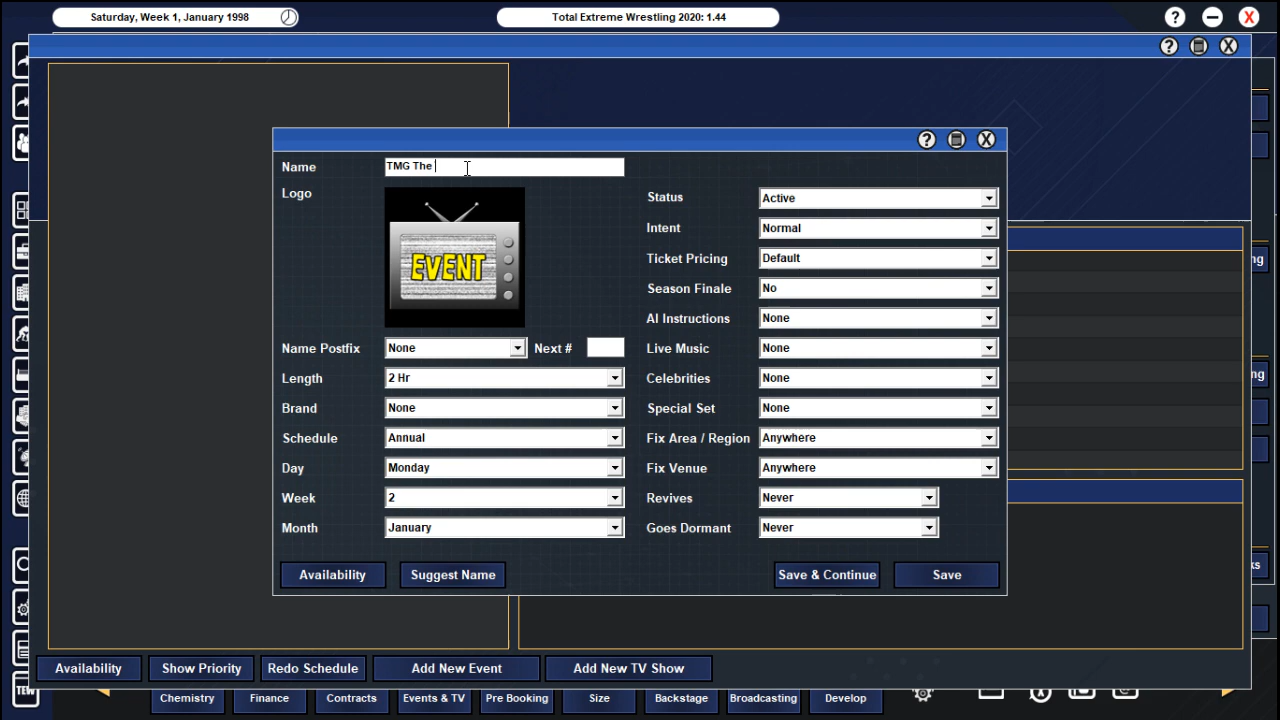 Saturday, Week 1, January 1998
Total Extreme Wrestling 2020: 1.44
Name TMG The
Logo
EVENT
Status Active
Intent Normal
Ticket Pricing Default
Season Finale No
AI Instructions None
Name Postfix None Next # Live Music None
Length 2 Hr Celebrities None
Brand None Special Set None
Schedule Annual Fix Area / Region Anywhere
Day Monday Fix Venue Anywhere
Week 2 Revives Never
Month January Goes Dormant Never
Availability Suggest Name Save & Continue Save
Availability Show Priority Redo Schedule Add New Event Add New TV Show
TEW Chemistry Finance Contracts Events & TV Pre Booking Size Backstage Broadcasting Develop